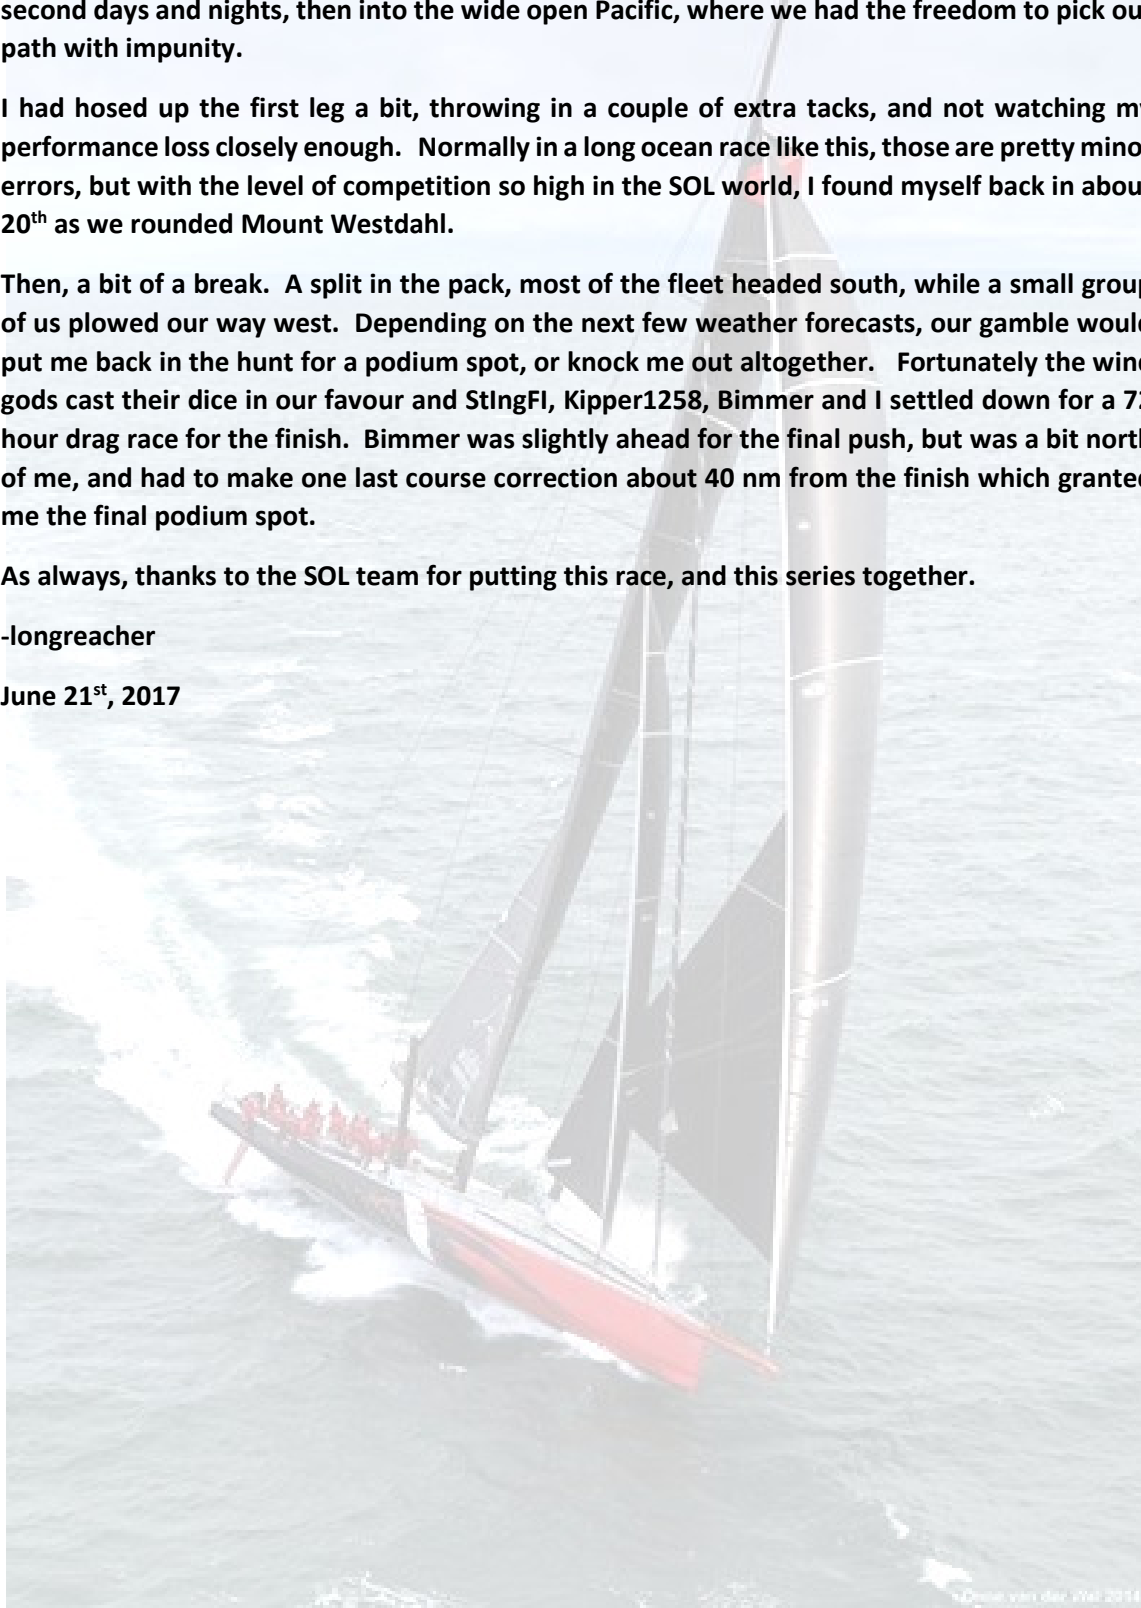 second days and nights, then into the wide open Pacific, where we had the freedom to pick ou
path with impunity.
I had hosed up the first leg a bit, throwing in a couple of extra tacks, and not watching my
performance loss closely enough. Normally in a long ocean race like this, those are pretty mino
errors, but with the level of competition so high in the SOL world, I found myself back in abou
20th as we rounded Mount Westdahl.
Then, a bit of a break. A split in the pack, most of the fleet headed south, while a small group
of us plowed our way west. Depending on the next few weather forecasts, our gamble would
put me back in the hunt for a podium spot, or knock me out altogether. Fortunately the wind
gods cast their dice in our favour and StIngFI, Kipper1258, Bimmer and I settled down for a 72
hour drag race for the finish. Bimmer was slightly ahead for the final push, but was a bit north
of me, and had to make one last course correction about 40 nm from the finish which granted
me the final podium spot.
As always, thanks to the SOL team for putting this race, and this series together.
-longreacher
June 21st, 2017
van der Wal 2014